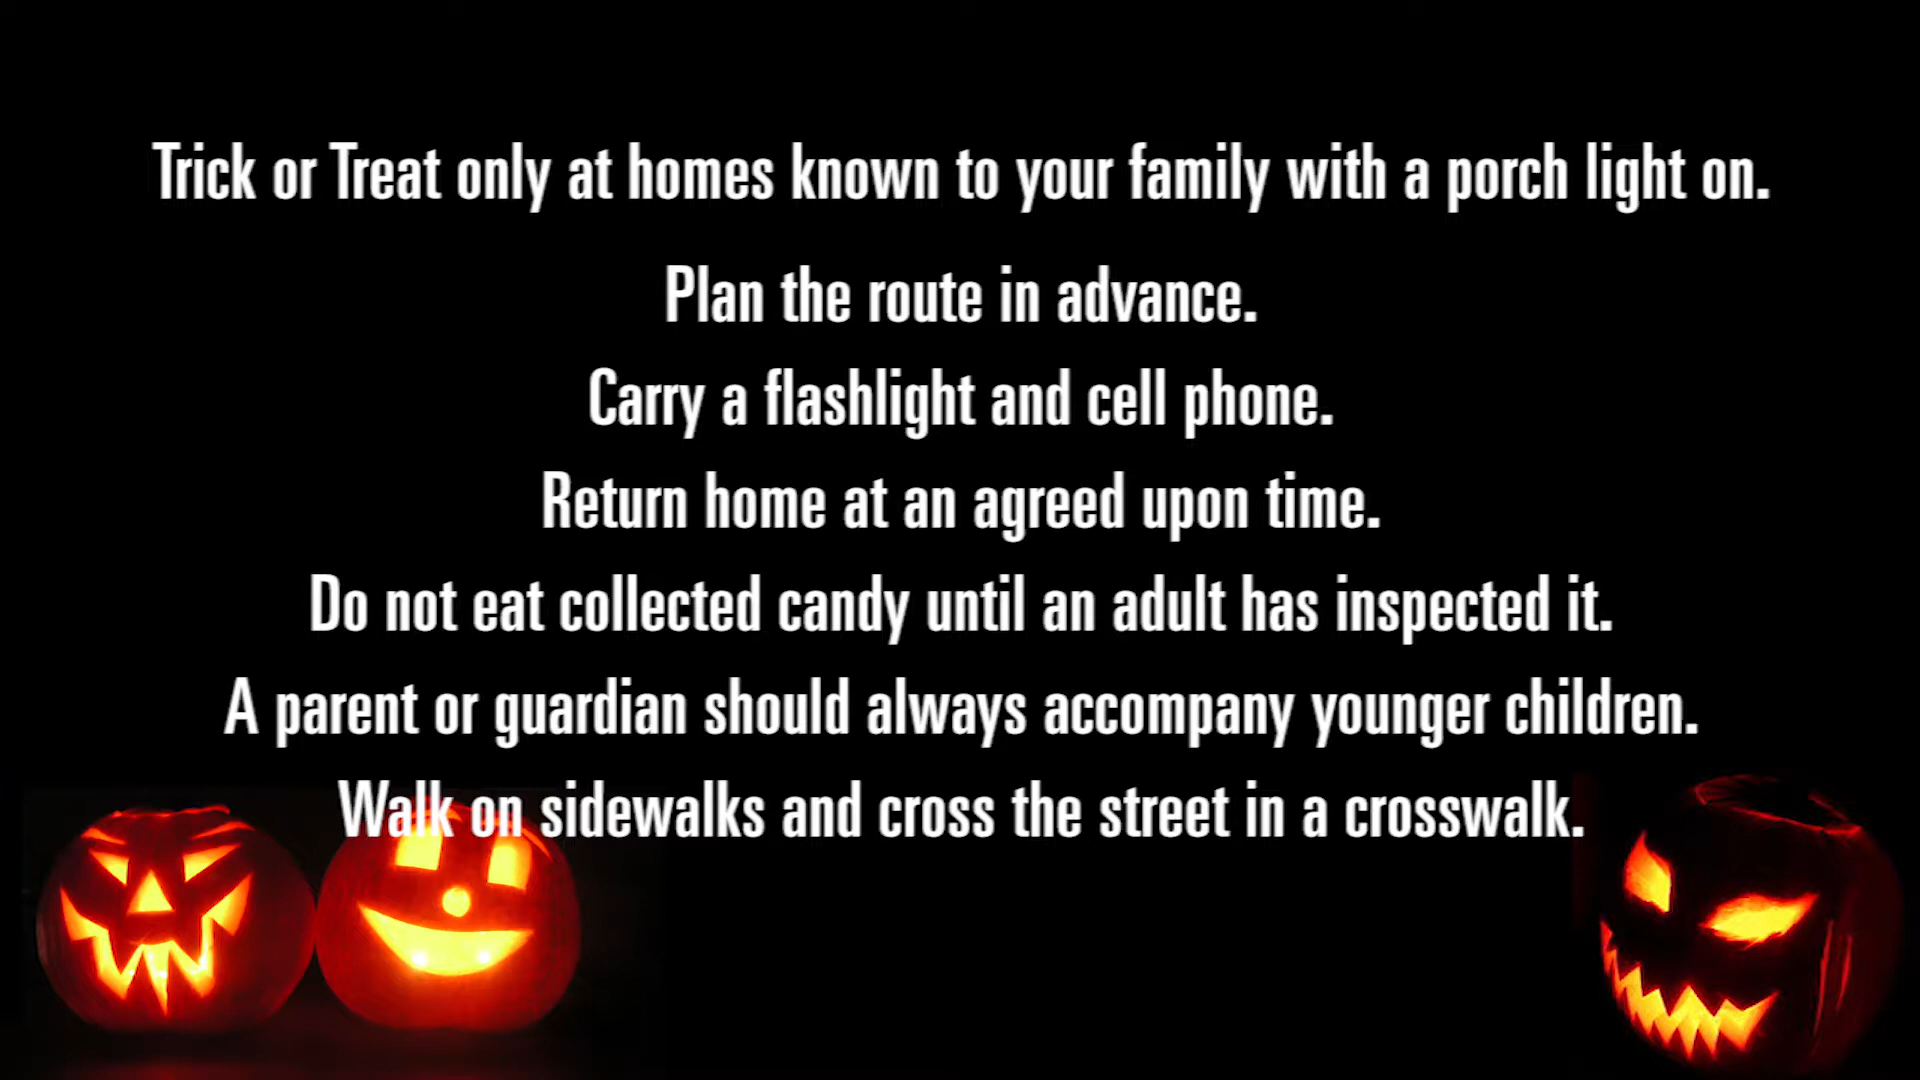 Trick or Treat only at homes known to your family with a porch light on.
Plan the route in advance.
Carry a flashlight and cell phone.
Return home at an agreed upon time.
Do not eat collected candy until an adult has inspected it.
A parent or guardian should always accompany younger children.
Walk on sidewalks and cross the street in a crosswalk.